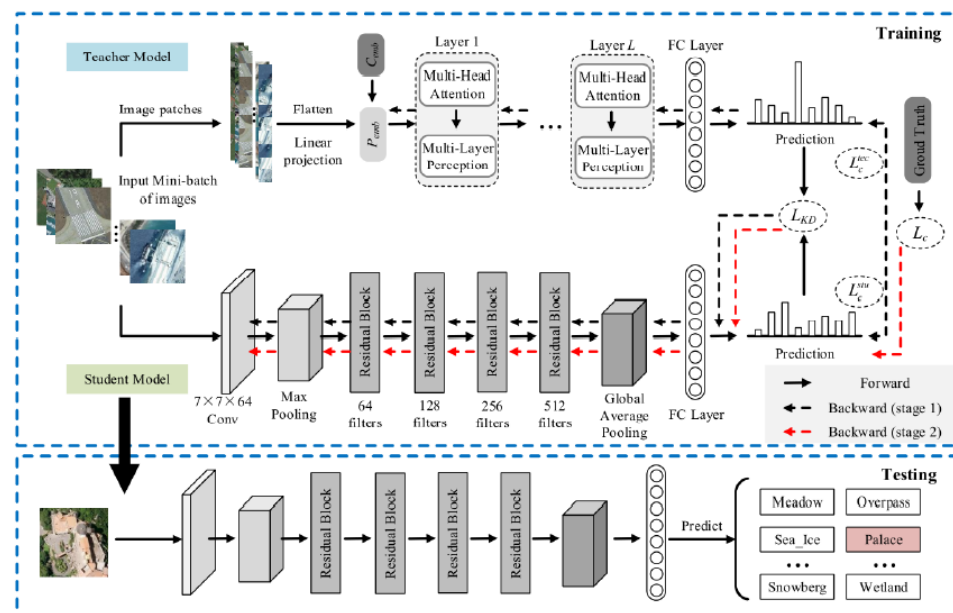 Training
Teacher Model
Image patches
Flatten
Linear
projection
C_emb
P_emb
Layer 1
Multi-Head
Attention
Multi-Layer
Perception
...
Layer L
Multi-Head
Attention
Multi-Layer
Perception
FC Layer
Prediction
L_c^tec
Groud Truth
L_c
L_KD
Input Mini-batch
of images
Student Model
7×7×64
Conv
Max
Pooling
Residual Block
64
filters
Residual Block
128
filters
Residual Block
256
filters
Residual Block
512
filters
Global
Average
Pooling
FC Layer
L_c^stu
Prediction
Forward
Backward (stage 1)
Backward (stage 2)
Testing
Residual Block
Residual Block
Residual Block
Residual Block
Predict
Meadow
Overpass
Sea_Ice
Palace
...
...
Snowberg
Wetland